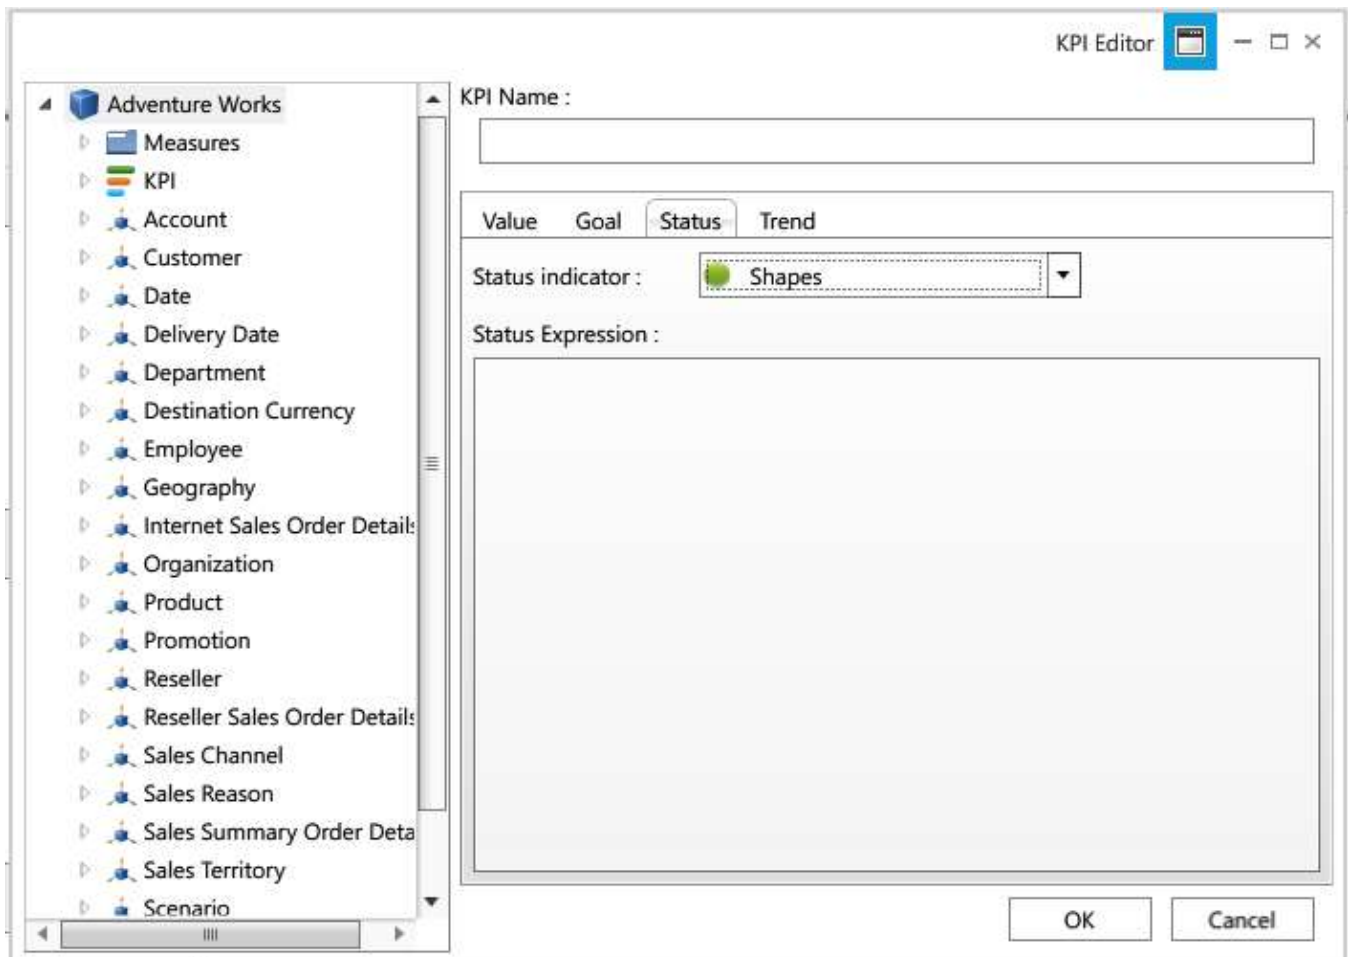 KPI Editor
Adventure Works
Measures
KPI
Account
Customer
Date
Delivery Date
Department
Destination Currency
Employee
Geography
Internet Sales Order Details
Organization
Product
Promotion
Reseller
Reseller Sales Order Details
Sales Channel
Sales Reason
Sales Summary Order Deta
Sales Territory
Scenario
KPI Name :
Value Goal Status Trend
Status indicator : Shapes
Status Expression :
OK Cancel